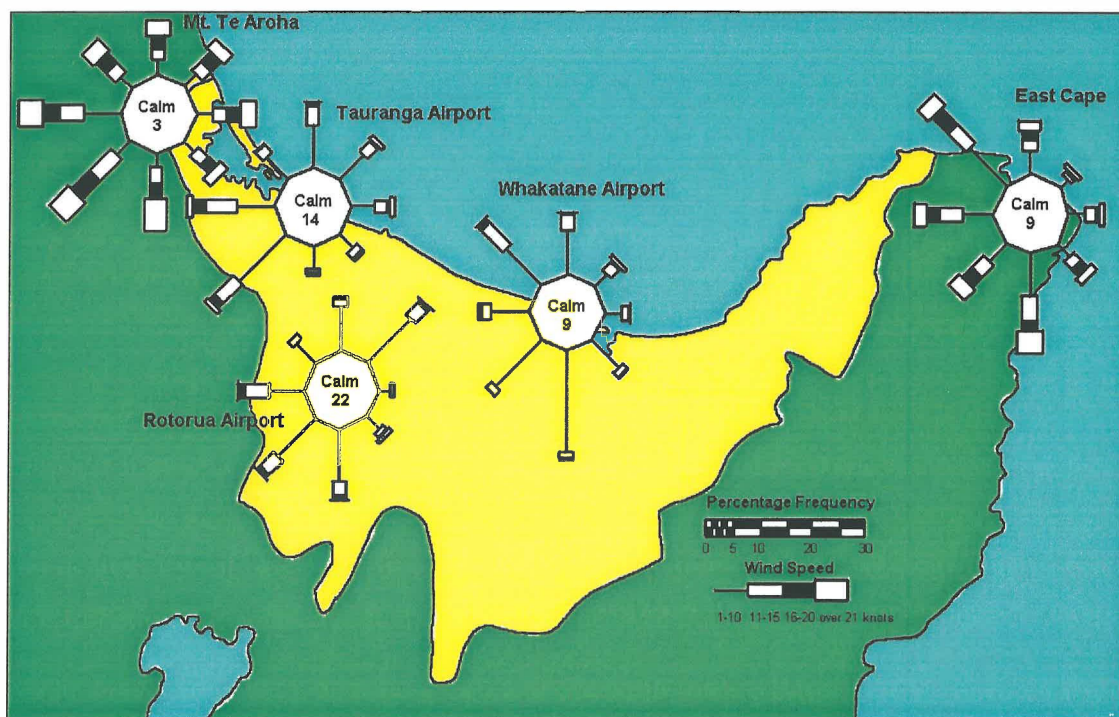 Mt. Te Aroha
Calm
3
Tauranga Airport
Calm
14
East Cape
Calm
9
Whakatane Airport
Calm
9
Calm
22
Rotorua Airport
Percentage Frequency
0 5 10 20 30
Wind Speed
1-10 11-15 16-20 over 21 knots